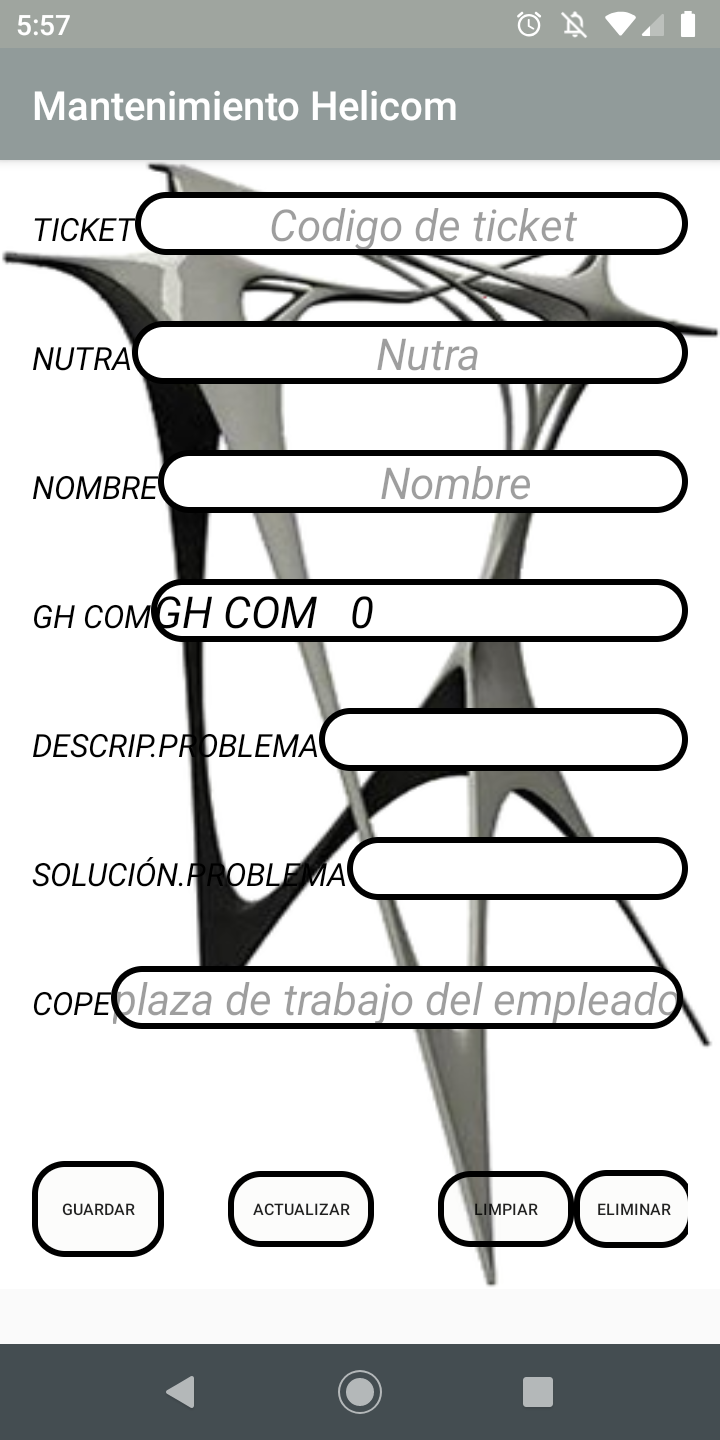 5:57
Mantenimiento Helicom
TICKET Codigo de ticket
NUTRA Nutra
NOMBRE Nombre
GH COM GH COM 0
DESCRIP.PROBLEMA
SOLUCIÓN.PROBLEMA
COPE plaza de trabajo del empleado
GUARDAR ACTUALIZAR LIMPIAR ELIMINAR